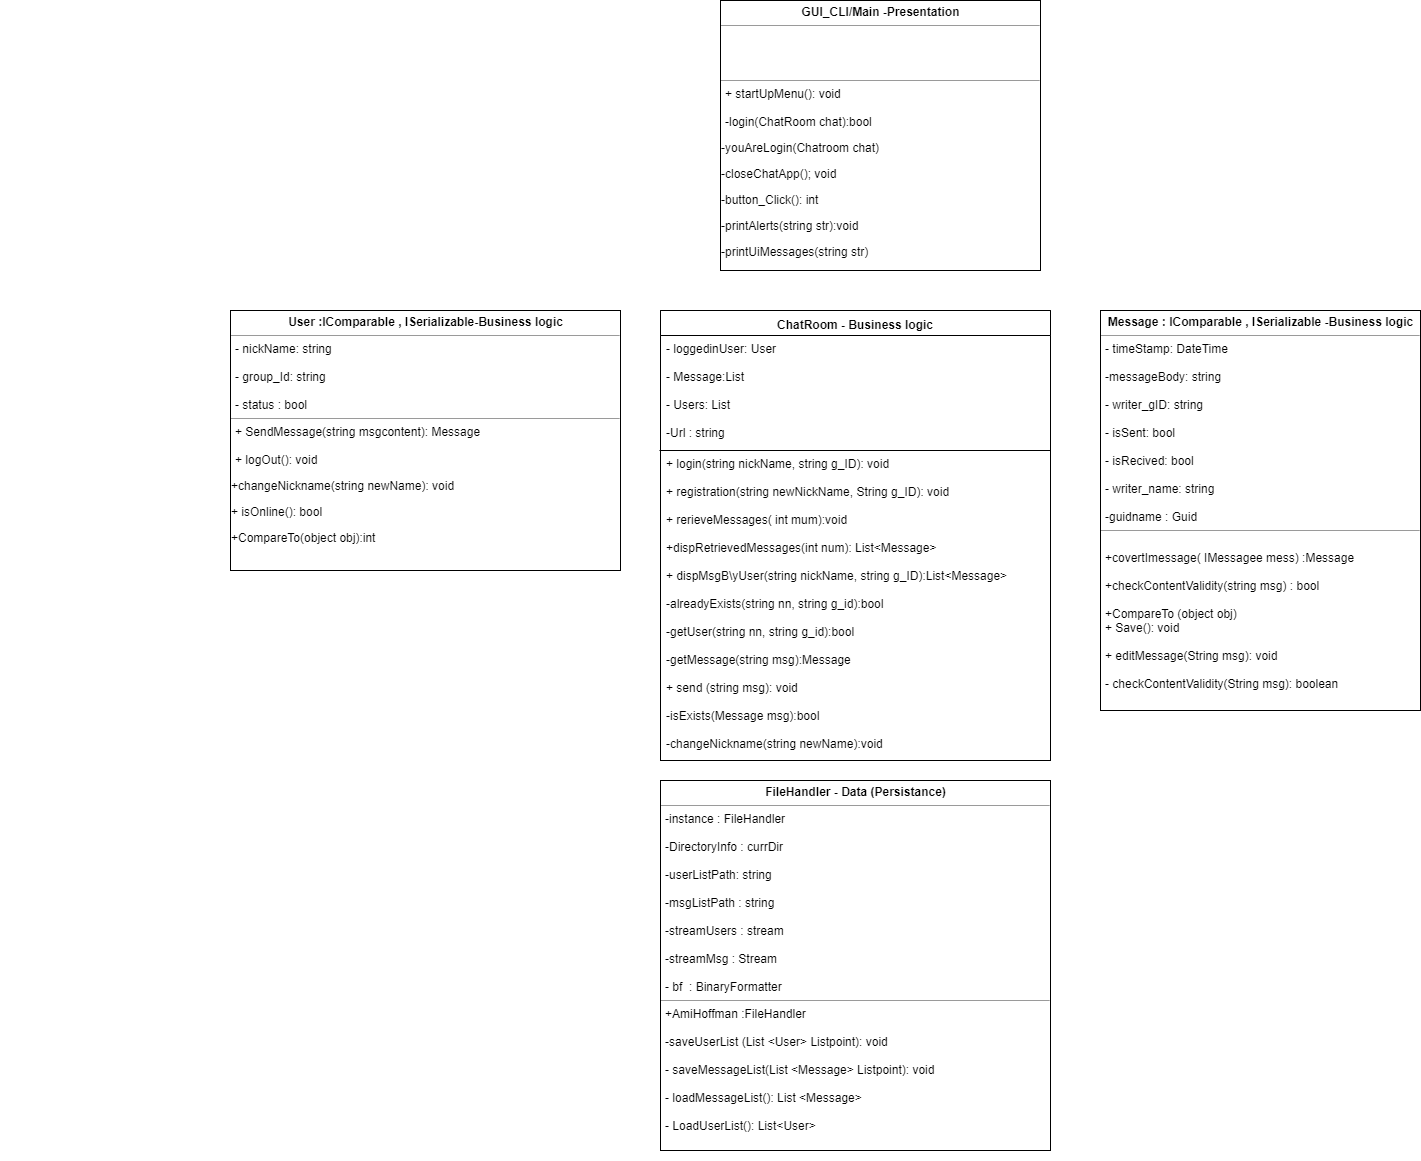 GUI_CLI/Main -Presentation
+ startUpMenu(): void
-login(ChatRoom chat):bool
-youAreLogin(Chatroom chat)
-closeChatApp(); void
-button_Click(): int
-printAlerts(string str):void
-printUiMessages(string str)
User :IComparable , ISerializable-Business logic
- nickName: string
- group_Id: string
- status : bool
+ SendMessage(string msgcontent): Message
+ logOut(): void
+changeNickname(string newName): void
+ isOnline(): bool
+CompareTo(object obj):int
ChatRoom - Business logic
- loggedinUser: User
- Message:List
- Users: List
-Url : string
+ login(string nickName, string g_ID): void
+ registration(string newNickName, String g_ID): void
+ rerieveMessages( int mum):void
+dispRetrievedMessages(int num): List<Message>
+ dispMsgB\yUser(string nickName, string g_ID):List<Message>
-alreadyExists(string nn, string g_id):bool
-getUser(string nn, string g_id):bool
-getMessage(string msg):Message
+ send (string msg): void
-isExists(Message msg):bool
-changeNickname(string newName):void
Message : IComparable , ISerializable -Business logic
- timeStamp: DateTime
-messageBody: string
- writer_gID: string
- isSent: bool
- isRecived: bool
- writer_name: string
-guidname : Guid
+covertImessage( IMessagee mess) :Message
+checkContentValidity(string msg) : bool
+CompareTo (object obj)
+ Save(): void
+ editMessage(String msg): void
- checkContentValidity(String msg): boolean
FileHandler - Data (Persistance)
-instance : FileHandler
-DirectoryInfo : currDir
-userListPath: string
-msgListPath : string
-streamUsers : stream
-streamMsg : Stream
- bf  : BinaryFormatter
+AmiHoffman :FileHandler
-saveUserList (List <User> Listpoint): void
- saveMessageList(List <Message> Listpoint): void
- loadMessageList(): List <Message>
- LoadUserList(): List<User>